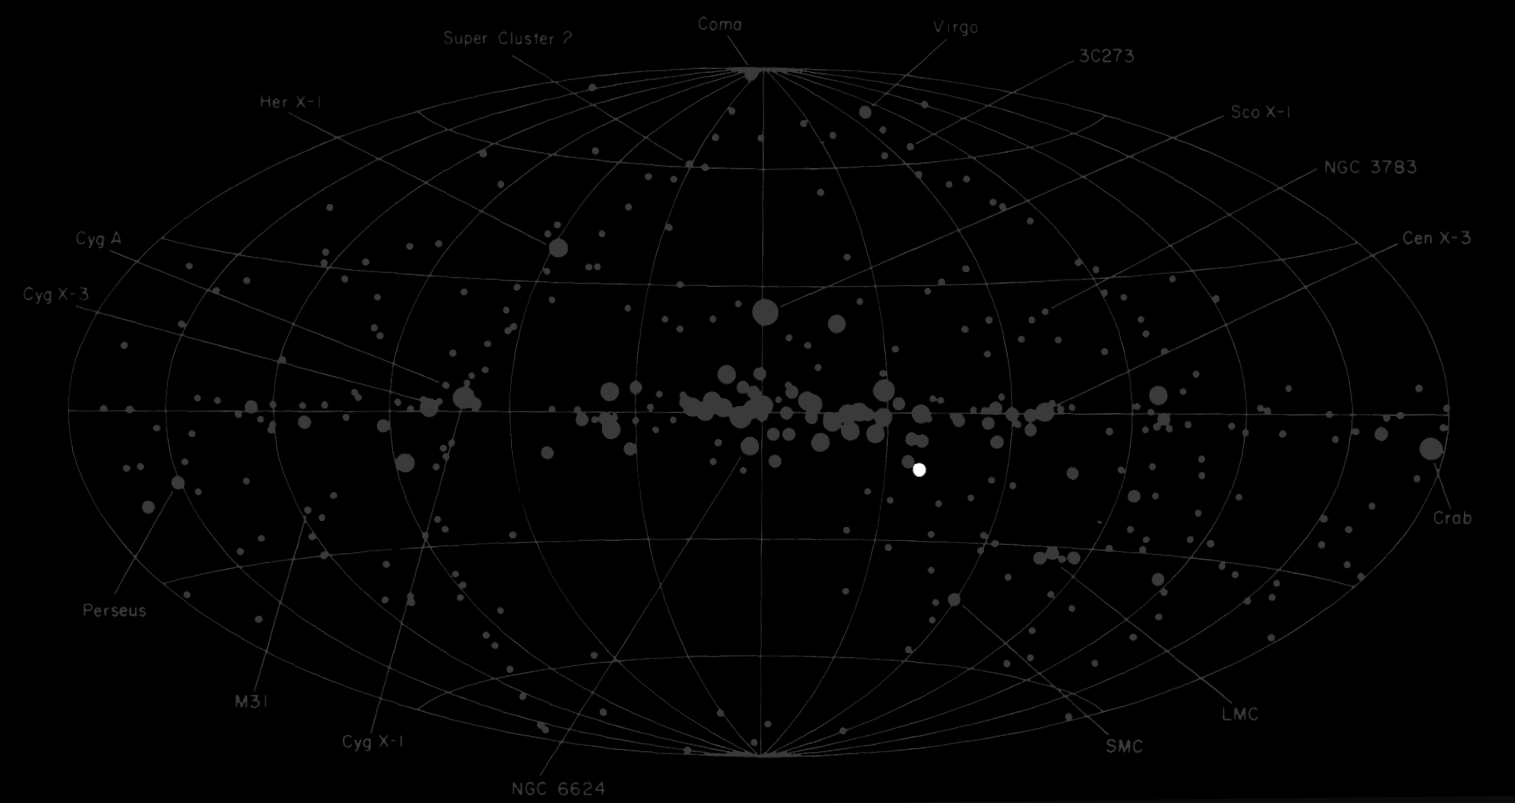 Coma
Virgo
Super Cluster ?
3C273
Her X-1
Sco X-1
NGC 3783
Cyg A
Cen X-3
Cyg X-3
Crab
Perseus
M31
LMC
Cyg X-1
SMC
NGC 6624